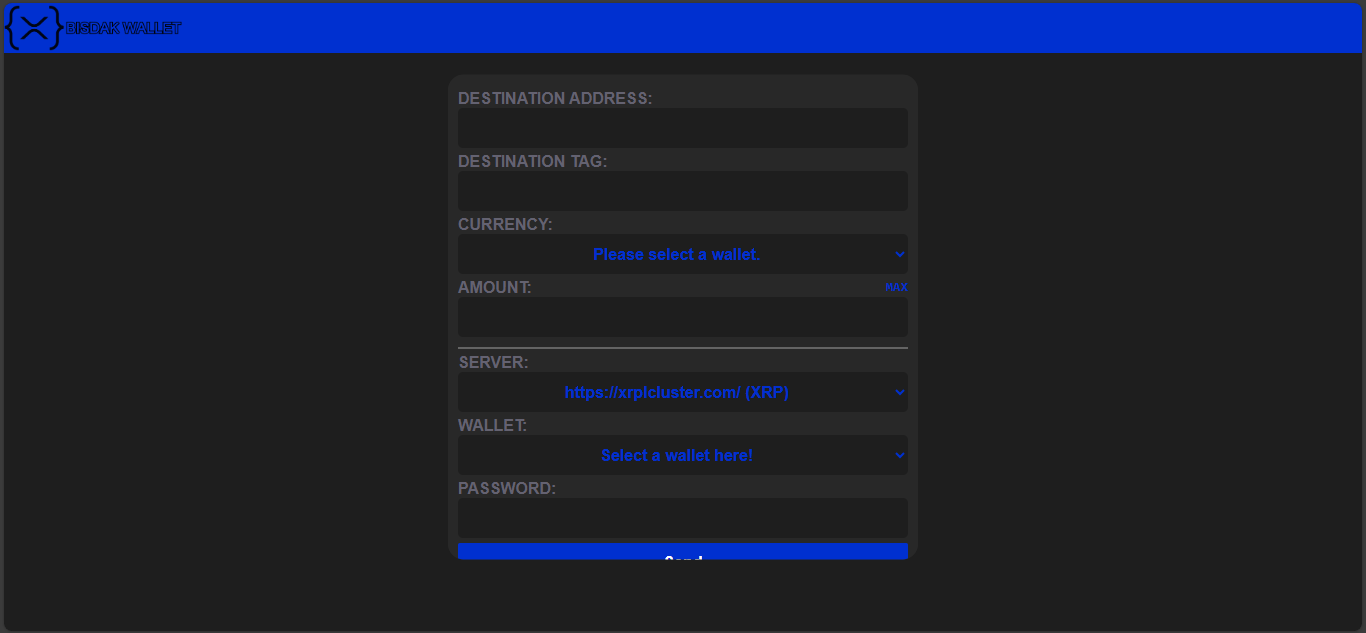 BISDAK WALLET
DESTINATION ADDRESS:
DESTINATION TAG:
CURRENCY:
Please select a wallet.
AMOUNT: MAX
SERVER:
https://xrplcluster.com/ (XRP)
WALLET:
Select a wallet here!
PASSWORD:
Send